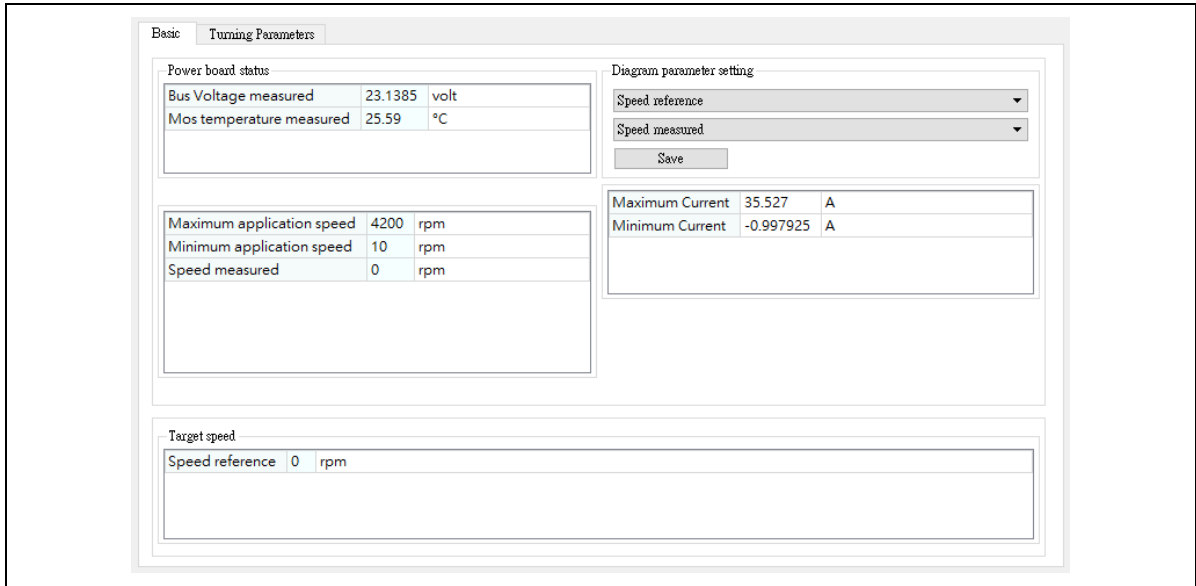 Basic Turning Parameters
Power board status
Bus Voltage measured 23.1385 volt
Mos temperature measured 25.59 °C
Diagram parameter setting
Speed reference
Speed measured
Save
Maximum application speed 4200 rpm
Minimum application speed 10 rpm
Speed measured 0 rpm
Maximum Current 35.527 A
Minimum Current -0.997925 A
Target speed
Speed reference 0 rpm